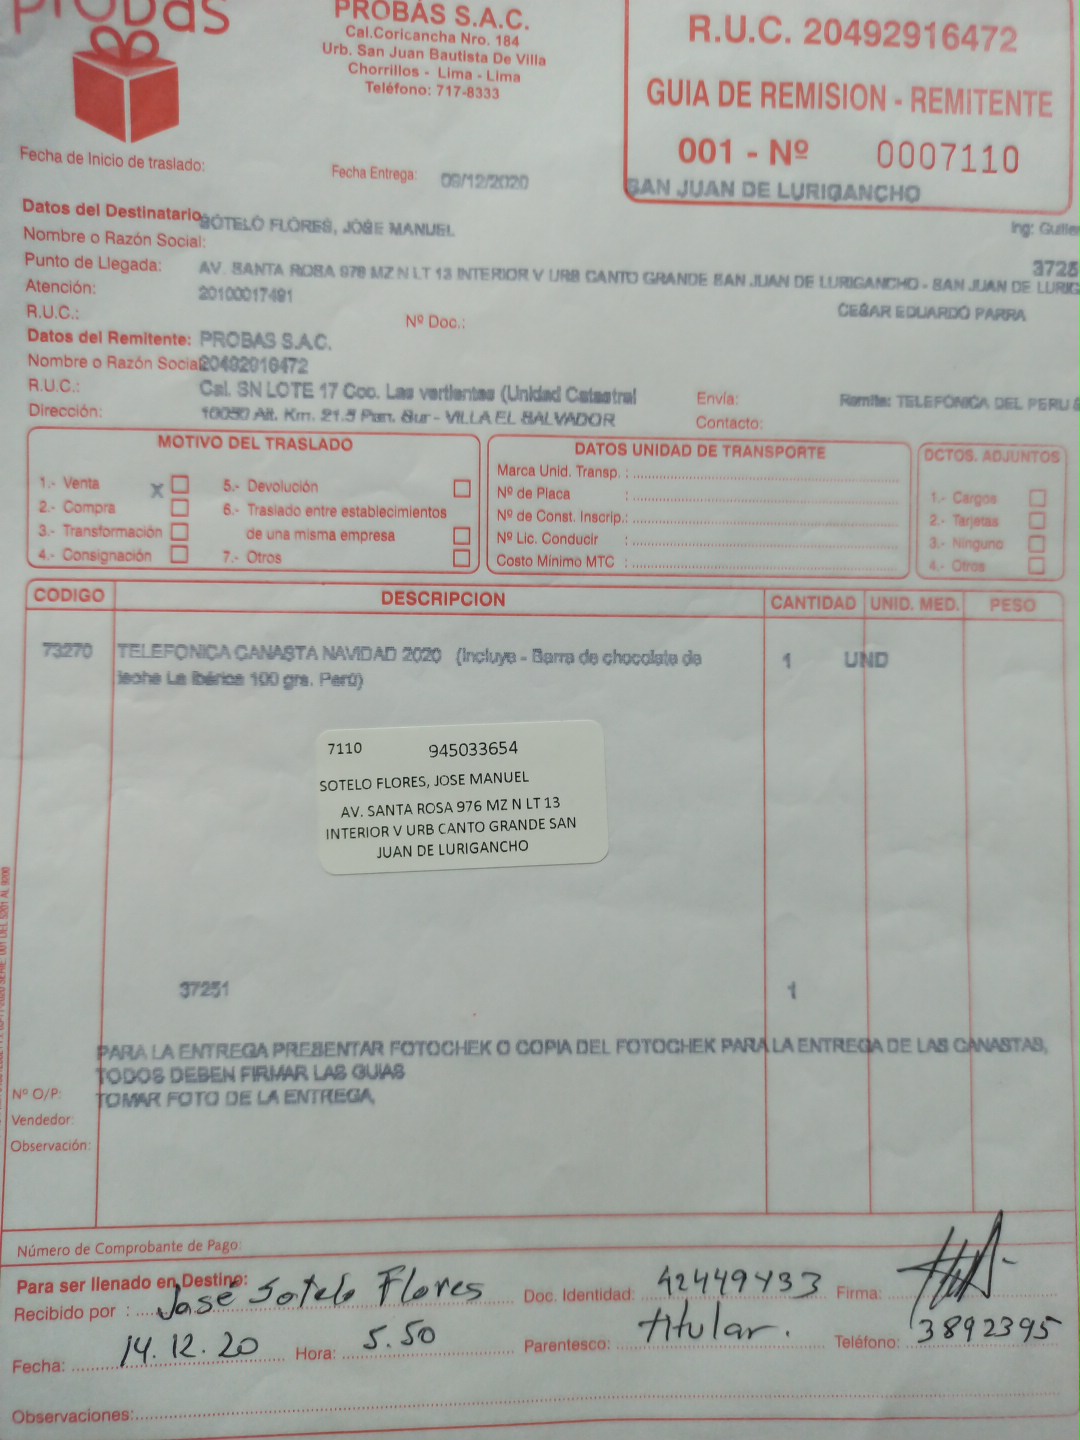 Probas
PROBAS S.A.C.
Cal.Coricancha Nro. 184
Urb. San Juan Bautista De Villa
Chorrillos - Lima - Lima
Teléfono: 717-8333
R.U.C. 20492916472
GUIA DE REMISION - REMITENTE
001 - Nº 0007110
SAN JUAN DE LURIGANCHO
Fecha de Inicio de traslado:
Fecha Entrega: 09/12/2020
Datos del Destinatario
SOTELO FLORES, JOSE MANUEL
Ing:
Nombre o Razón Social:
Punto de Llegada: AV. SANTA ROSA 976 MZ N LT 13 INTERIOR V URB CANTO GRANDE SAN JUAN DE LURIGANCHO - SAN JUAN DE LURIG
3725
Atención: 20100017491
CESAR EDUARDO PARRA
R.U.C.: Nº Doc.:
Datos del Remitente: PROBAS S.A.C.
Nombre o Razón Social 20492916472
R.U.C.: Cal. SN LOTE 17 Coo. Las vertientes (Unidad Catastral
Envía: Remite: TELEFONICA DEL PERU
Dirección: 10050 Alt. Km. 21.5 Pan. Sur - VILLA EL SALVADOR
Contacto:
MOTIVO DEL TRASLADO
1.- Venta X
2.- Compra
3.- Transformación
4.- Consignación
5.- Devolución
6.- Traslado entre establecimientos
de una misma empresa
7.- Otros
DATOS UNIDAD DE TRANSPORTE
Marca Unid. Transp. :
Nº de Placa :
Nº de Const. Inscrip.:
Nº Lic. Conducir :
Costo Mínimo MTC :
DCTOS. ADJUNTOS
1.- Cargos
2.- Tarjetas
3.- Ninguno
4.- Otros
CODIGO DESCRIPCION CANTIDAD UNID. MED. PESO
73270 TELEFONICA CANASTA NAVIDAD 2020 (Incluye - Barra de chocolate de 1 UND
leche La Ibérica 100 grs. Perú)
7110 945033654
SOTELO FLORES, JOSE MANUEL
AV. SANTA ROSA 976 MZ N LT 13
INTERIOR V URB CANTO GRANDE SAN
JUAN DE LURIGANCHO
37251 1
PARA LA ENTREGA PRESENTAR FOTOCHEK O COPIA DEL FOTOCHEK PARA LA ENTREGA DE LAS CANASTAS,
TODOS DEBEN FIRMAR LAS GUIAS
Nº O/P: TOMAR FOTO DE LA ENTREGA.
Vendedor:
Observación:
Número de Comprobante de Pago:
Para ser llenado en Destino:
Recibido por : José Sotelo Flores Doc. Identidad: 42449433 Firma:
Fecha: 14.12.20 Hora: 5.50 Parentesco: titular. Teléfono: 3892395
Observaciones: